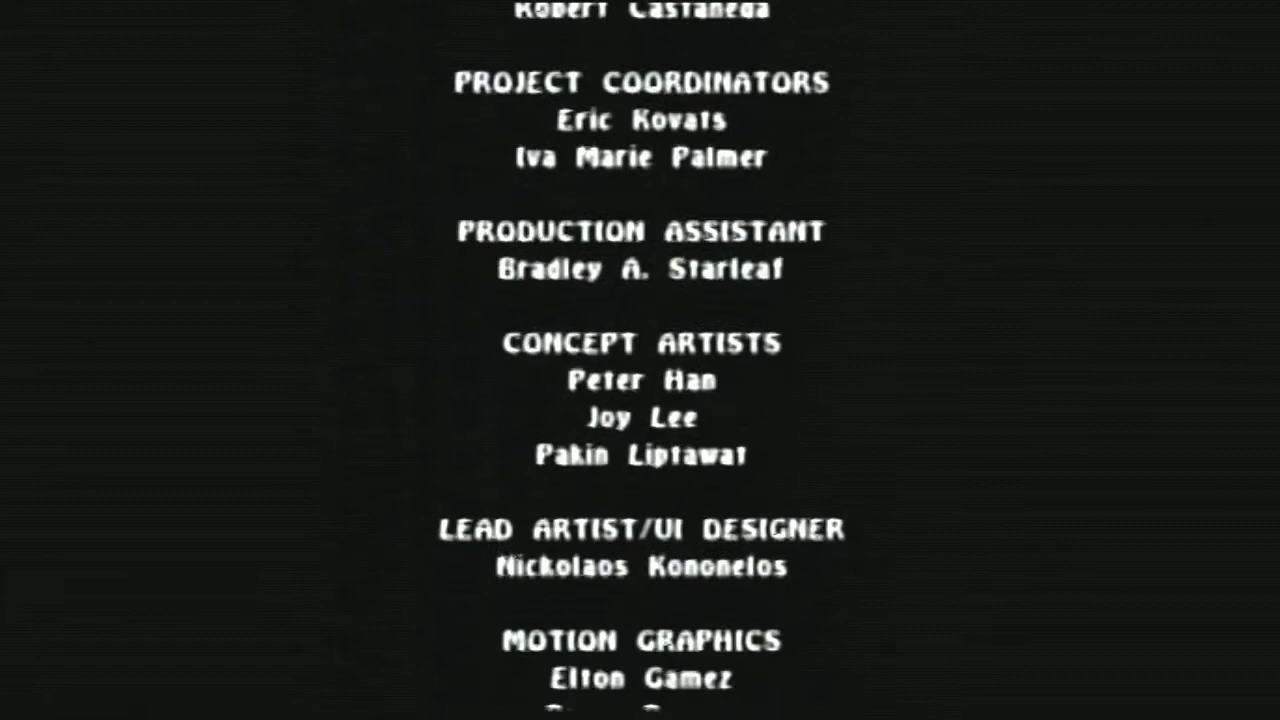 Robert Castaneda
PROJECT COORDINATORS
Eric Kovats
Iva Marie Palmer
PRODUCTION ASSISTANT
Bradley A. Starleaf
CONCEPT ARTISTS
Peter Han
Joy Lee
Pakin Liptawat
LEAD ARTIST/UI DESIGNER
Nickolaos Kononelos
MOTION GRAPHICS
Elton Gamez